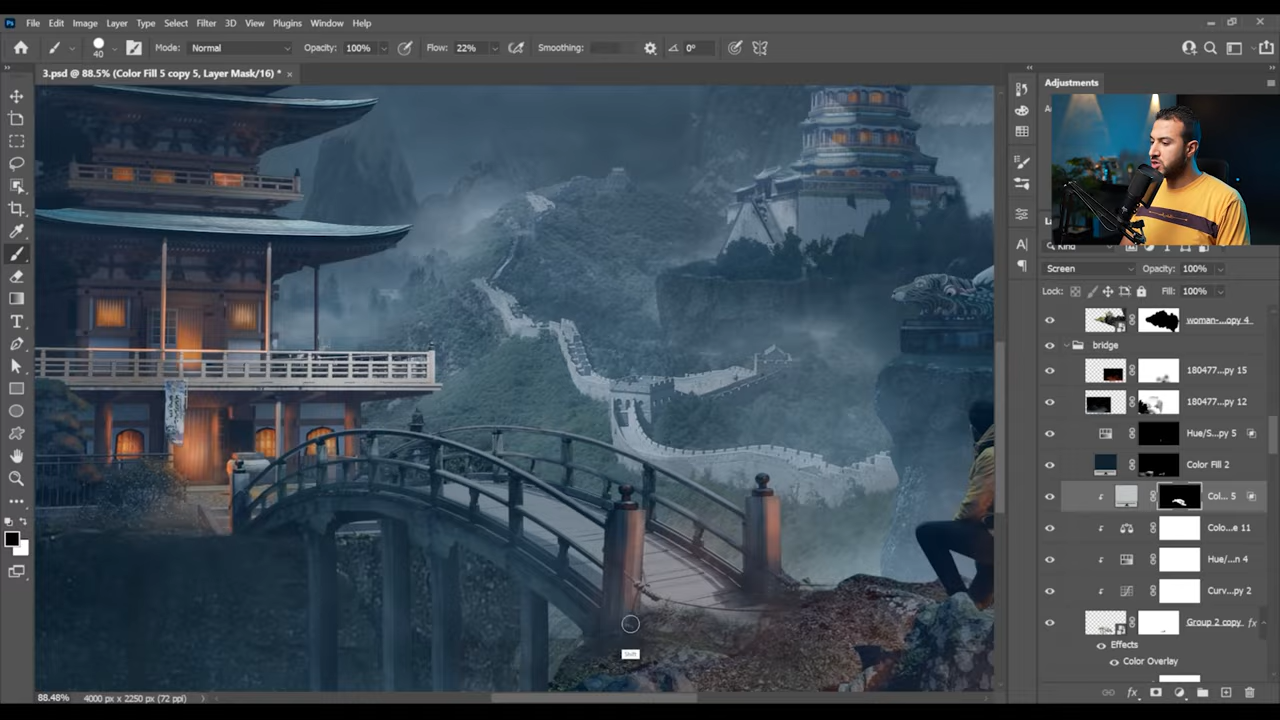 Ps File Edit Image Layer Type Select Filter 3D View Plugins Window Help
40 Mode: Normal Opacity: 100% Flow: 22% Smoothing: 0°
3.psd @ 88.5% (Color Fill 5 copy 5, Layer Mask/16) * ×
Adjustments
Kind
Screen Opacity: 100%
Lock: Fill: 100%
woman-...opy 4
bridge
180477...py 15
180477...py 12
Hue/S...py 5
Color Fill 2
Col... 5
Colo...e 11
Hue/...n 4
Curv...py 2
Group 2 copy fx
Effects
Color Overlay
Shift
88.48% 4000 px x 2250 px (72 ppi)
fx